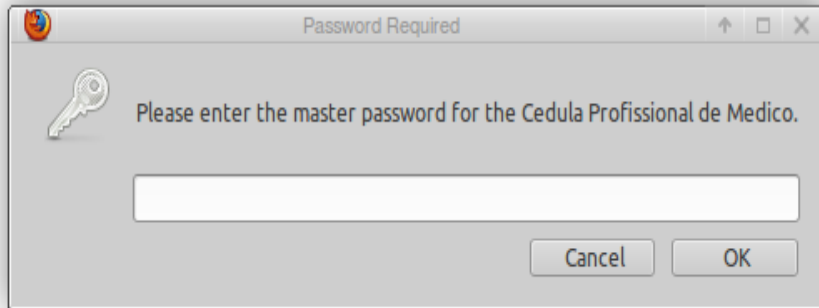 Password Required
Please enter the master password for the Cedula Profissional de Medico.
Cancel OK